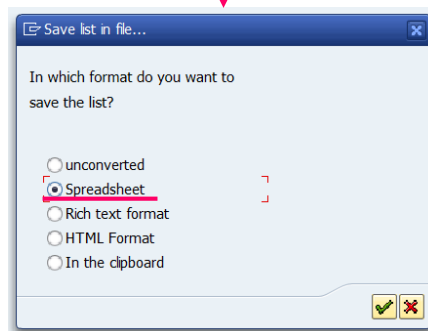 Save list in file...
In which format do you want to
save the list?
unconverted
Spreadsheet
Rich text format
HTML Format
In the clipboard